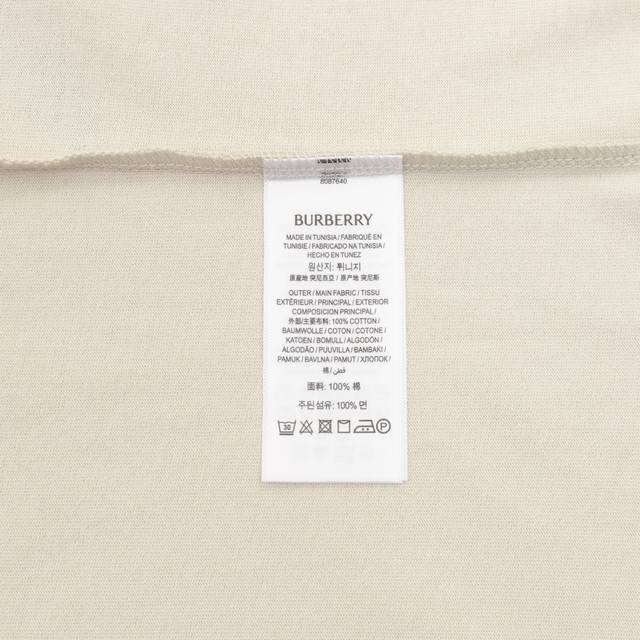 8087640
BURBERRY
MADE IN TUNISIA / FABRIQUÉ EN
TUNISIE / FABRICADO NA TUNISIA /
HECHO EN TUNEZ
원산지: 튀니지
原產地 突尼西亞 / 原产地 突尼斯
OUTER / MAIN FABRIC / TISSU
EXTÉRIEUR / PRINCIPAL / EXTERIOR
COMPOSICION PRINCIPAL /
外部/主要布料: 100% COTTON /
BAUMWOLLE / COTON / COTONE /
KATOEN / BOMULL / ALGODÓN /
ALGODÃO / PUUVILLA / BAMBAKI /
PAMUK / BAVLNA / PAMUT / ХЛОПОК /
棉 / قطن /
面料: 100% 棉
주된섬유: 100% 면
30
P